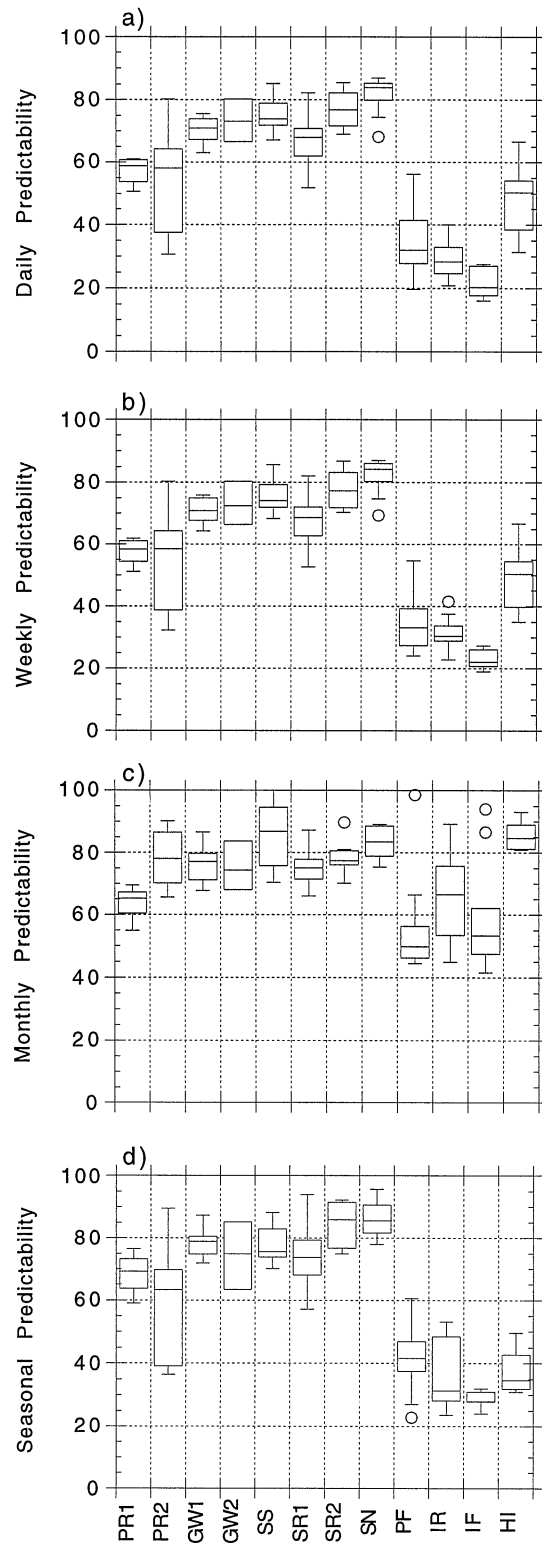 a)
Daily Predictability
100
80
60
40
20
0
b)
Weekly Predictability
100
80
60
40
20
0
c)
Monthly Predictability
100
80
60
40
20
0
d)
Seasonal Predictability
100
80
60
40
20
0
PR1
PR2
GW1
GW2
SS
SR1
SR2
SN
PF
IR
IF
HI